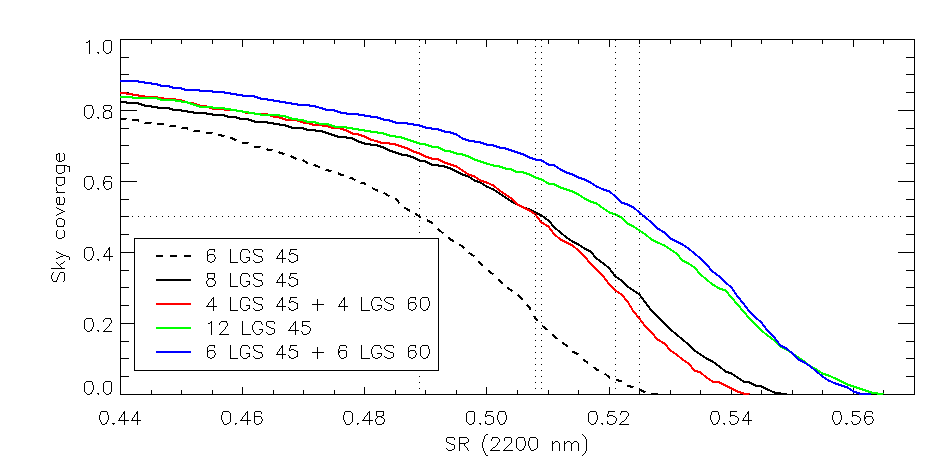 1.0
0.8
0.6
0.4
0.2
0.0
Sky coverage
6 LGS 45
8 LGS 45
4 LGS 45 + 4 LGS 60
12 LGS 45
6 LGS 45 + 6 LGS 60
0.44 0.46 0.48 0.50 0.52 0.54 0.56
SR (2200 nm)